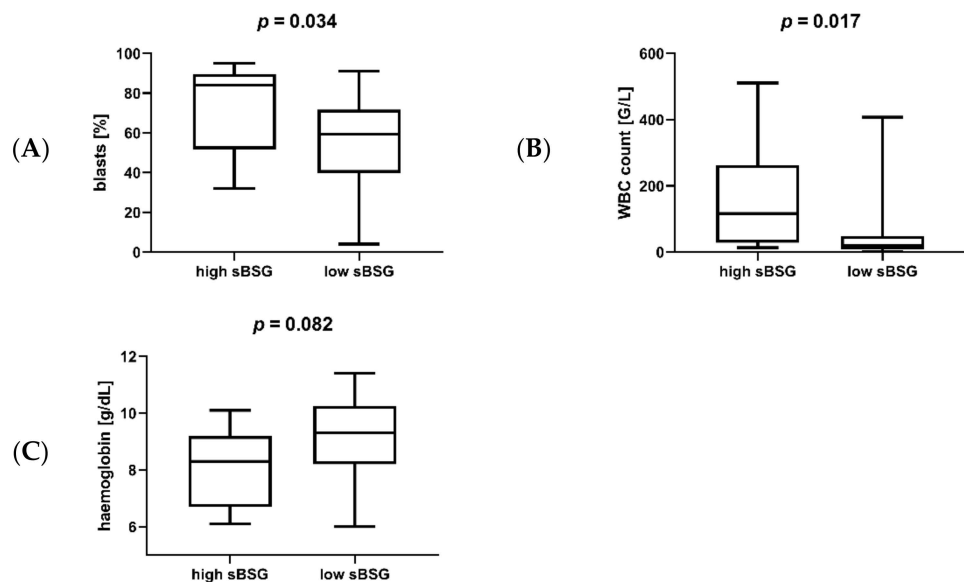 p = 0.034
(A)
blasts [%]
100
80
60
40
20
0
high sBSG
low sBSG
p = 0.017
(B)
WBC count [G/L]
600
400
200
0
high sBSG
low sBSG
p = 0.082
(C)
haemoglobin [g/dL]
12
10
8
6
high sBSG
low sBSG